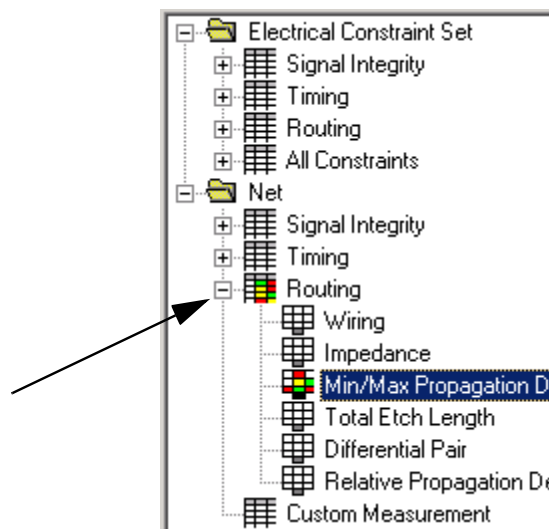 Electrical Constraint Set
Signal Integrity
Timing
Routing
All Constraints
Net
Signal Integrity
Timing
Routing
Wiring
Impedance
Min/Max Propagation D
Total Etch Length
Differential Pair
Relative Propagation De
Custom Measurement